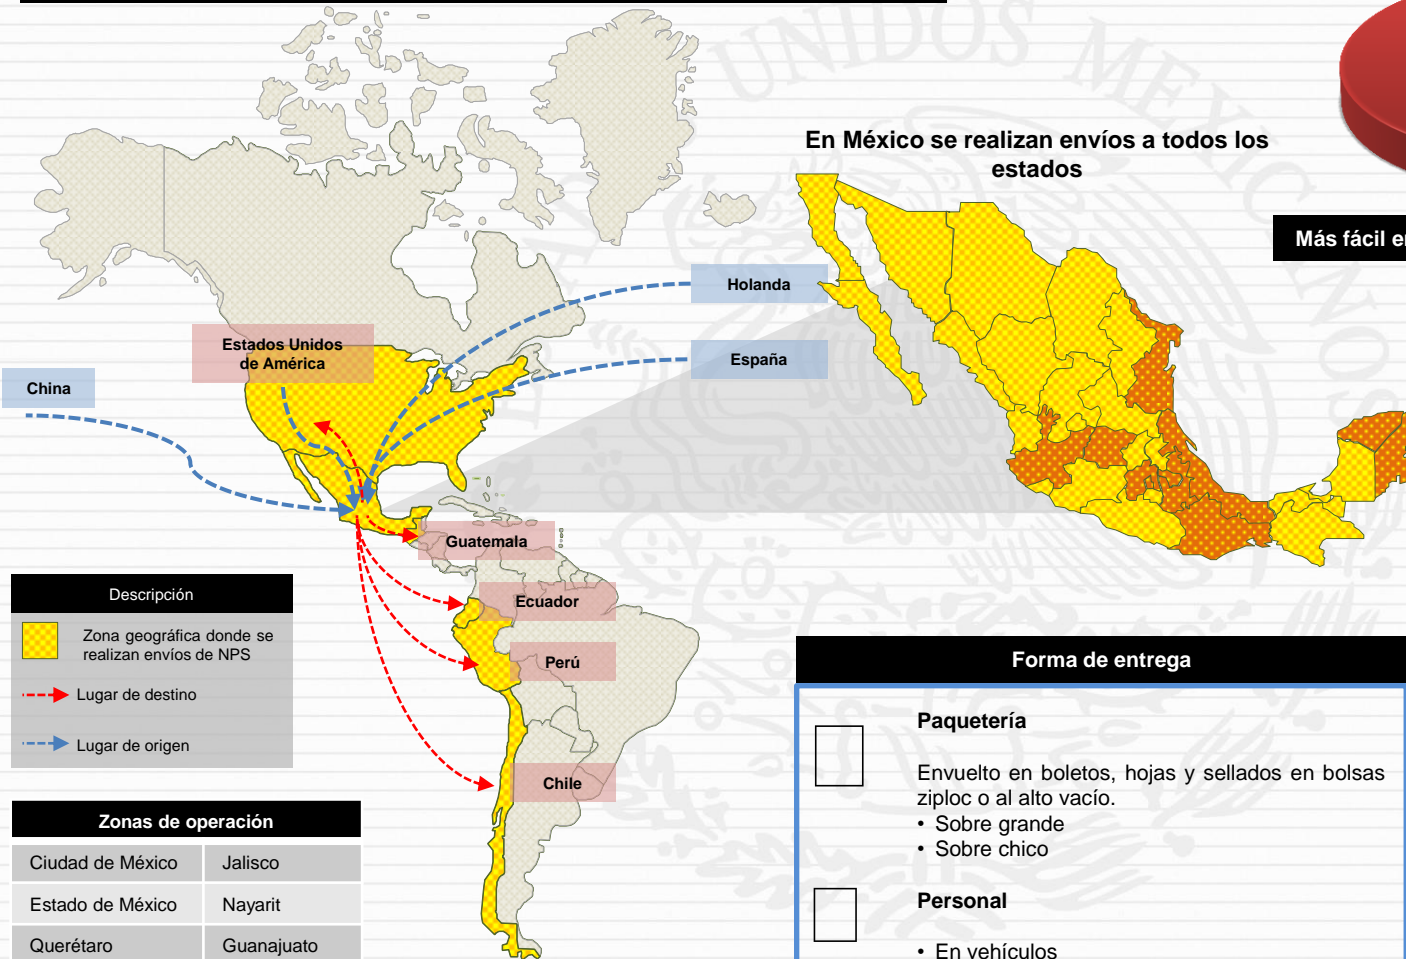 UNIDOS MEXICANOS
En México se realizan envíos a todos los
estados
Más fácil en
Holanda
Estados Unidos
de América
España
China
Guatemala
Ecuador
Perú
Chile
Descripción
Zona geográfica donde se
realizan envíos de NPS
Lugar de destino
Lugar de origen
Zonas de operación
Ciudad de México Jalisco
Estado de México Nayarit
Querétaro Guanajuato
Forma de entrega
Paquetería
Envuelto en boletos, hojas y sellados en bolsas
ziploc o al alto vacío.
• Sobre grande
• Sobre chico
Personal
• En vehículos